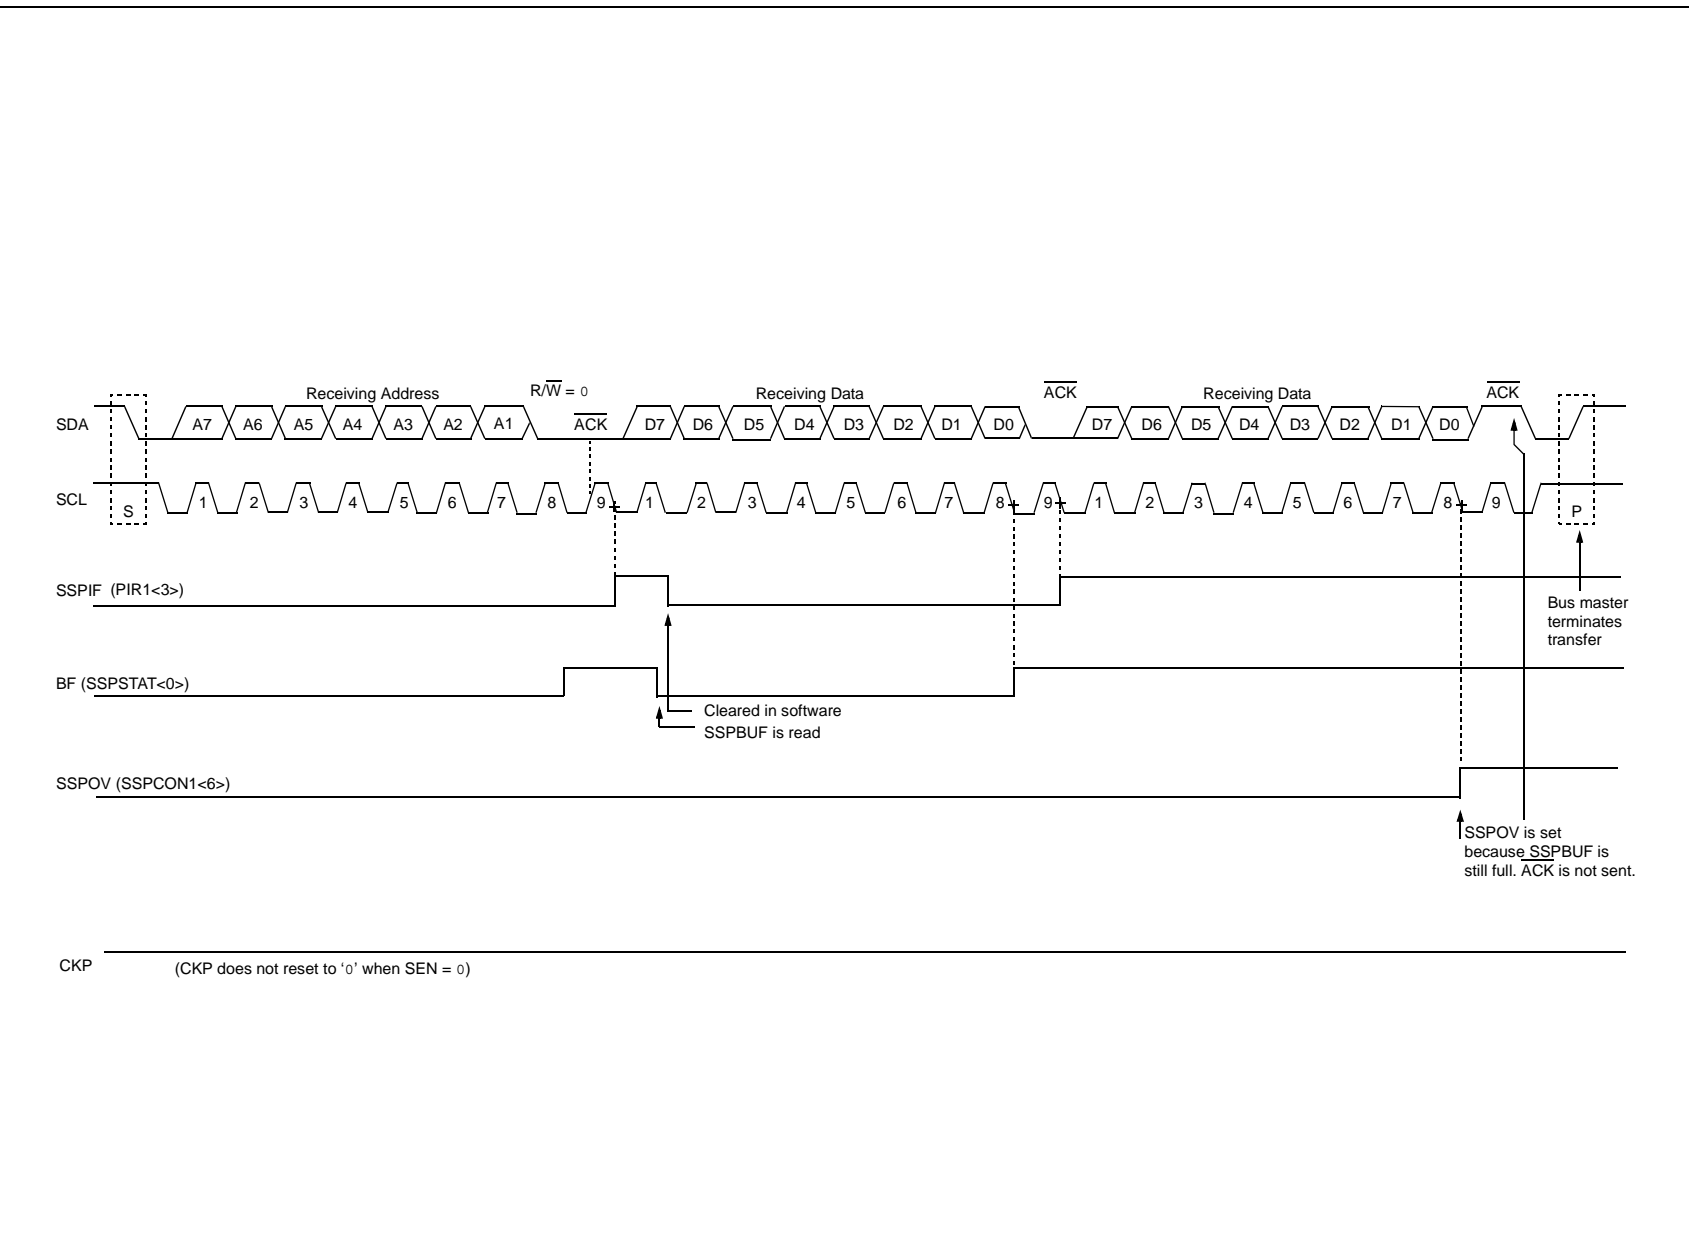 Receiving Address R/W̅ = 0 Receiving Data A̅C̅K̅ Receiving Data A̅C̅K̅
SDA A7 A6 A5 A4 A3 A2 A1 A̅C̅K̅ D7 D6 D5 D4 D3 D2 D1 D0 D7 D6 D5 D4 D3 D2 D1 D0
SCL S 1 2 3 4 5 6 7 8 9 1 2 3 4 5 6 7 8 9 1 2 3 4 5 6 7 8 9 P
SSPIF (PIR1<3>)
Bus master
terminates
transfer
BF (SSPSTAT<0>)
Cleared in software
SSPBUF is read
SSPOV (SSPCON1<6>)
SSPOV is set
because SSPBUF is
still full. A̅C̅K̅ is not sent.
CKP
(CKP does not reset to ‘0’ when SEN = 0)